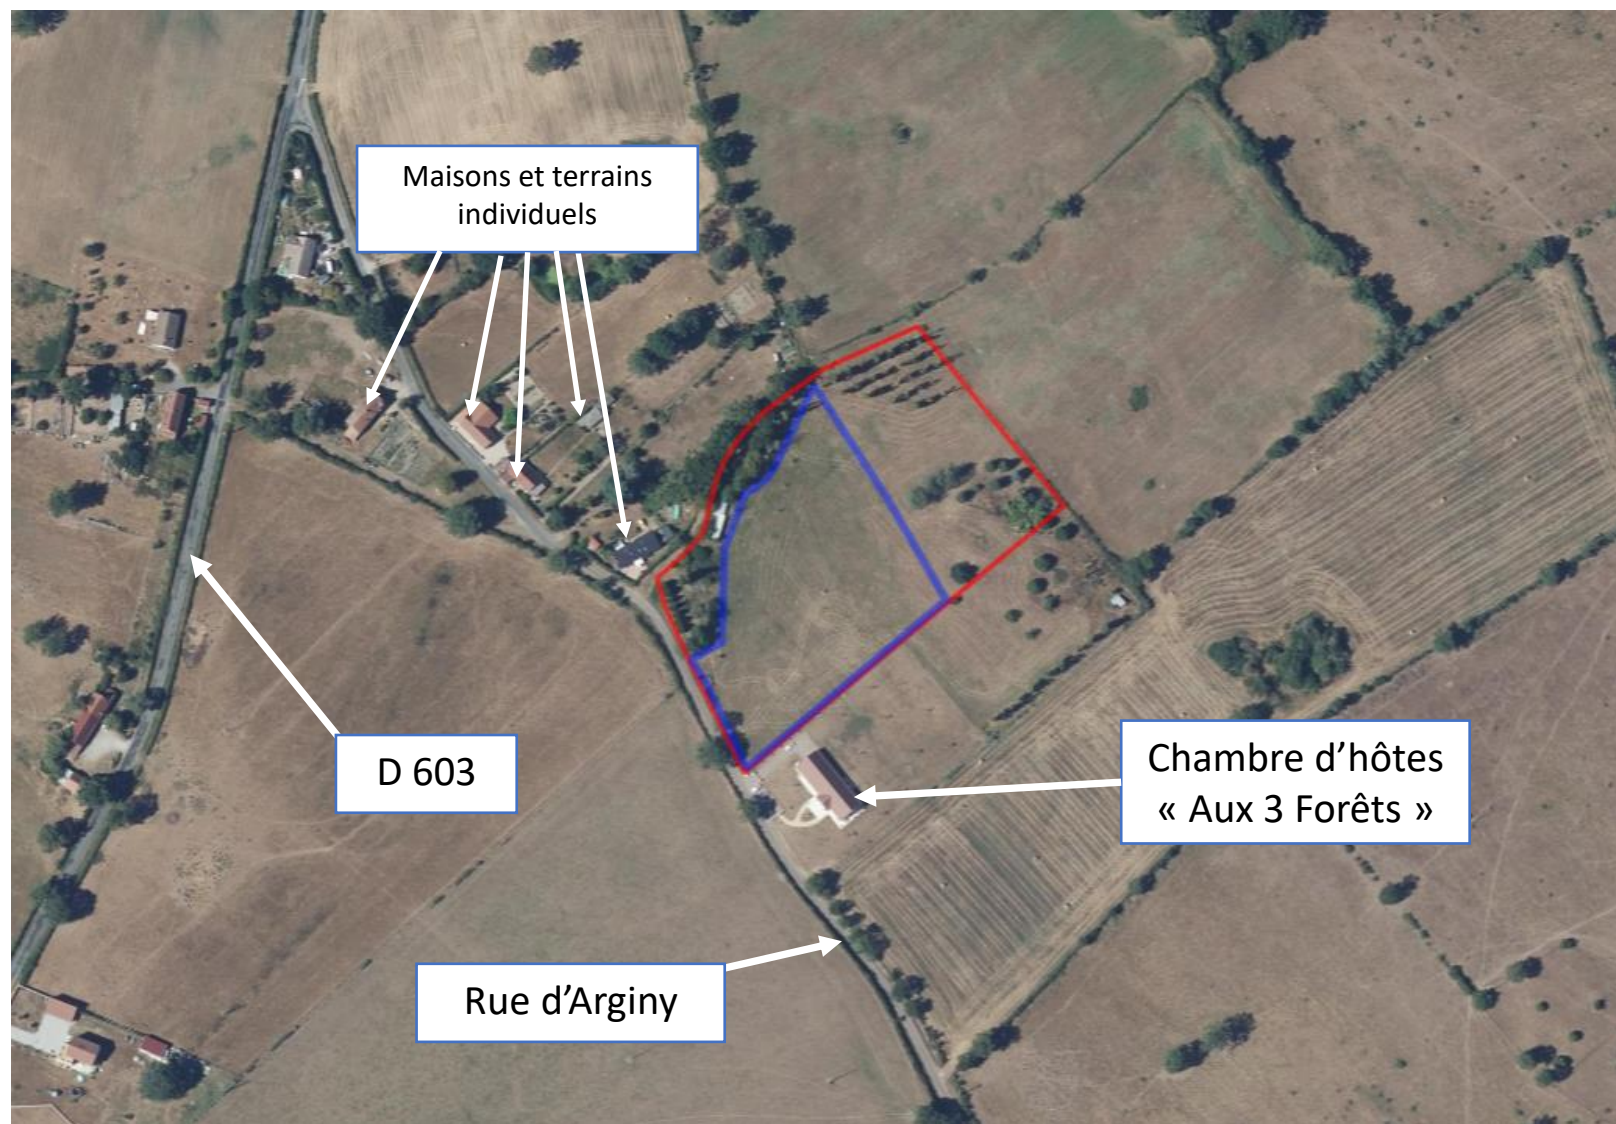 Maisons et terrains
individuels
D 603
Chambre d’hôtes
« Aux 3 Forêts »
Rue d’Arginy